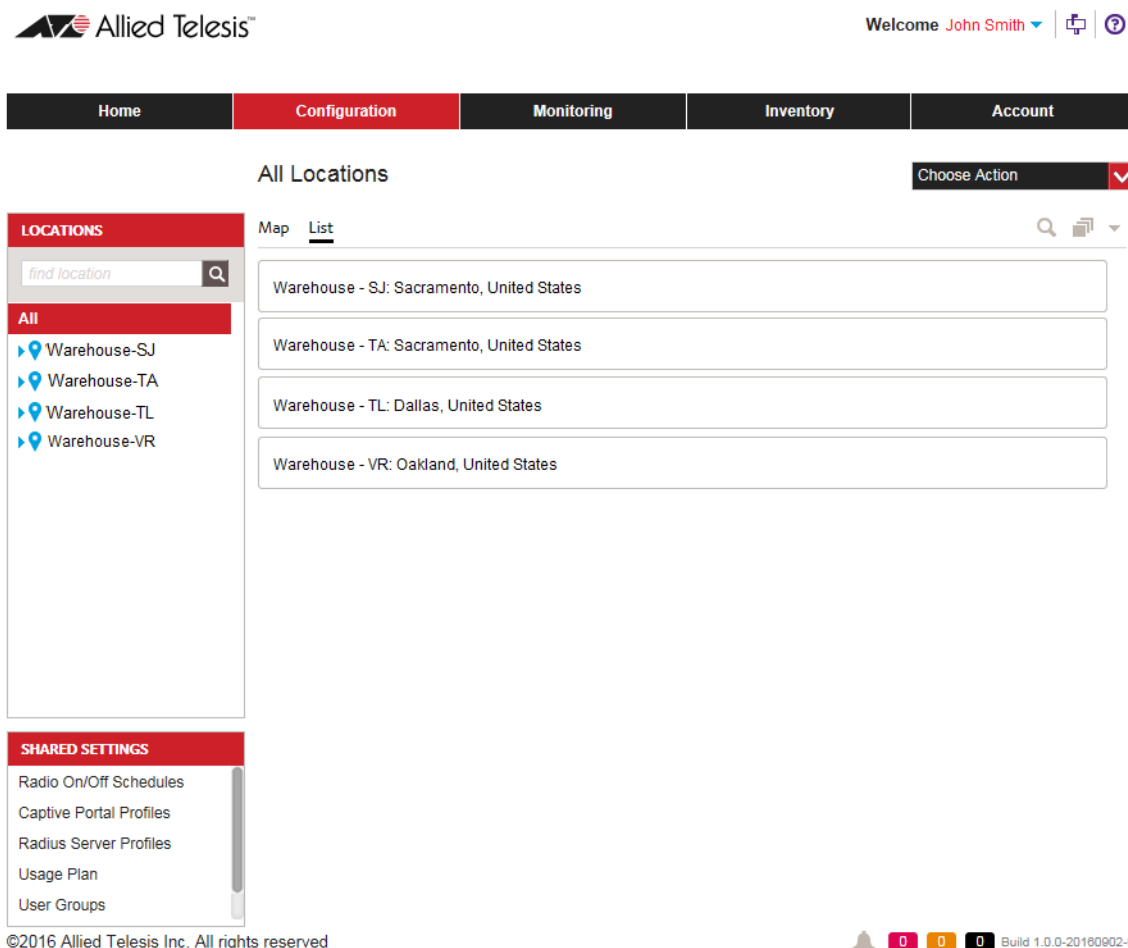 Allied Telesis™
Welcome John Smith
Home Configuration Monitoring Inventory Account
All Locations
Choose Action
LOCATIONS
find location
All
Warehouse-SJ
Warehouse-TA
Warehouse-TL
Warehouse-VR
Map List
Warehouse - SJ: Sacramento, United States
Warehouse - TA: Sacramento, United States
Warehouse - TL: Dallas, United States
Warehouse - VR: Oakland, United States
SHARED SETTINGS
Radio On/Off Schedules
Captive Portal Profiles
Radius Server Profiles
Usage Plan
User Groups
©2016 Allied Telesis Inc. All rights reserved
0 0 0 Build 1.0.0-20160902-